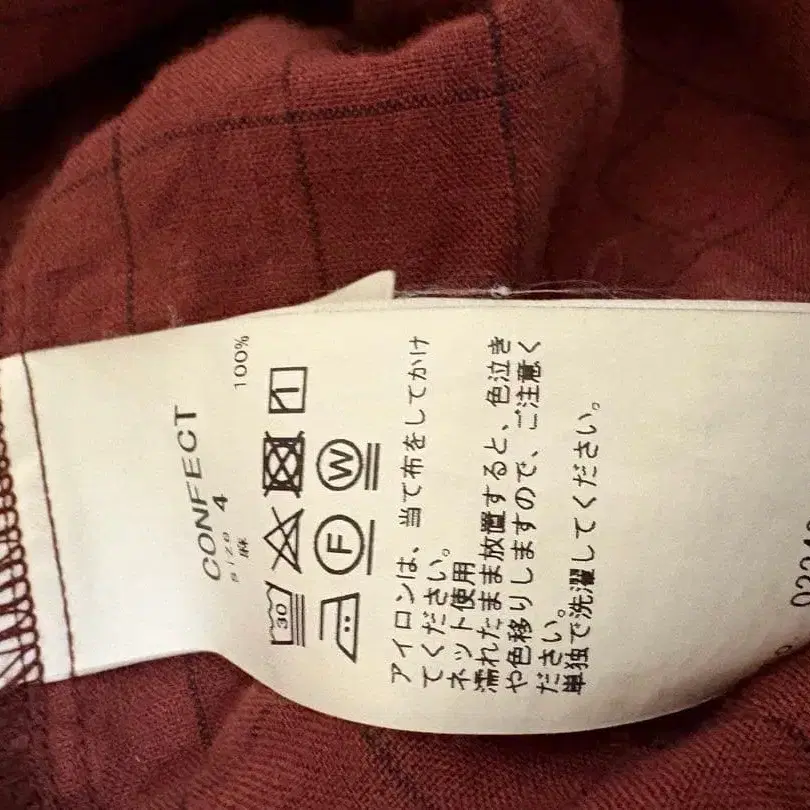 CONFECT
size 4
麻 100%
30
F W
アイロンは、当て布をしてかけ
てください。
ネット使用
濡れたまま放置すると、色泣き
や色移りしますので、ご注意く
ださい。
単独で洗濯してください。